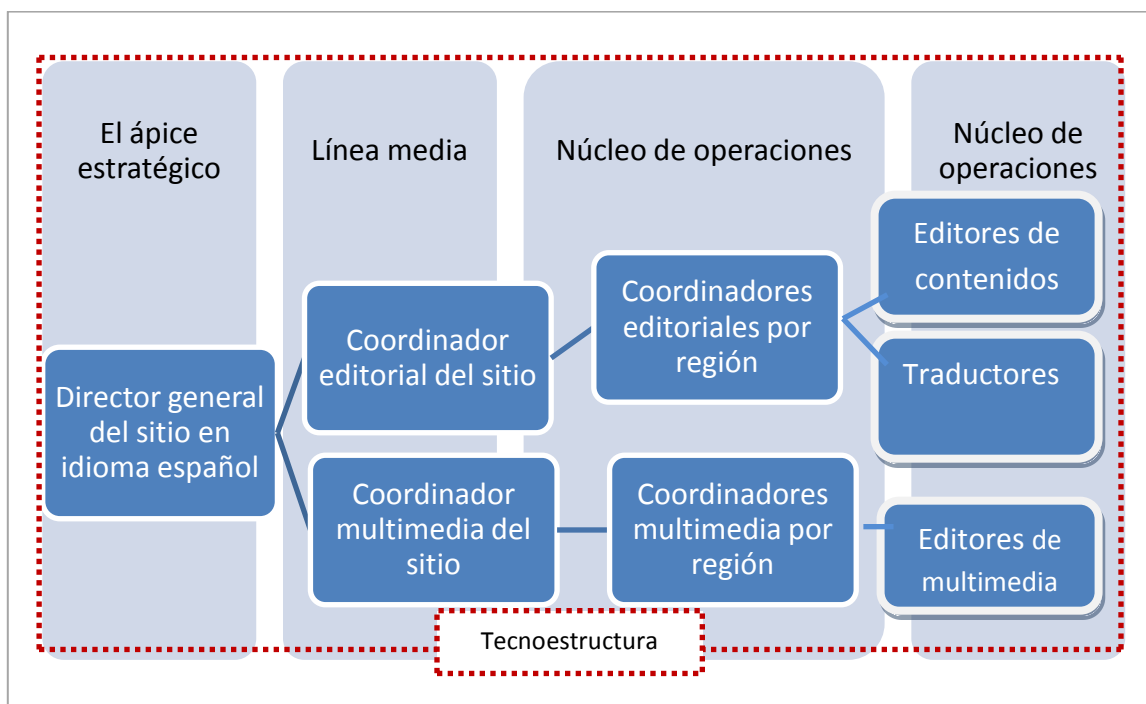 El ápice
estratégico
Línea media
Núcleo de operaciones
Núcleo de
operaciones
Director general
del sitio en
idioma español
Coordinador
editorial del sitio
Coordinador
multimedia del
sitio
Coordinadores
editoriales por
región
Coordinadores
multimedia por
región
Editores de
contenidos
Traductores
Editores de
multimedia
Tecnoestructura